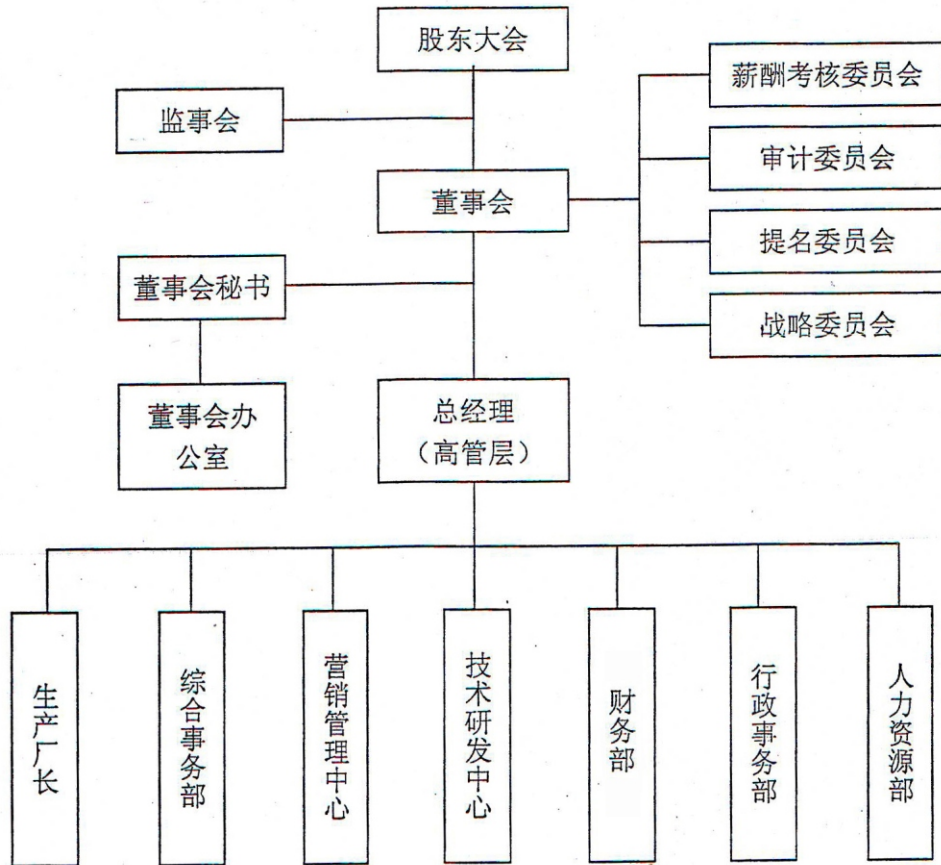 股东大会
薪酬考核委员会
监事会
审计委员会
董事会
提名委员会
董事会秘书
战略委员会
董事会办
公室
总经理
（高管层）
生产厂长
综合事务部
营销管理中心
技术研发中心
财务部
行政事务部
人力资源部